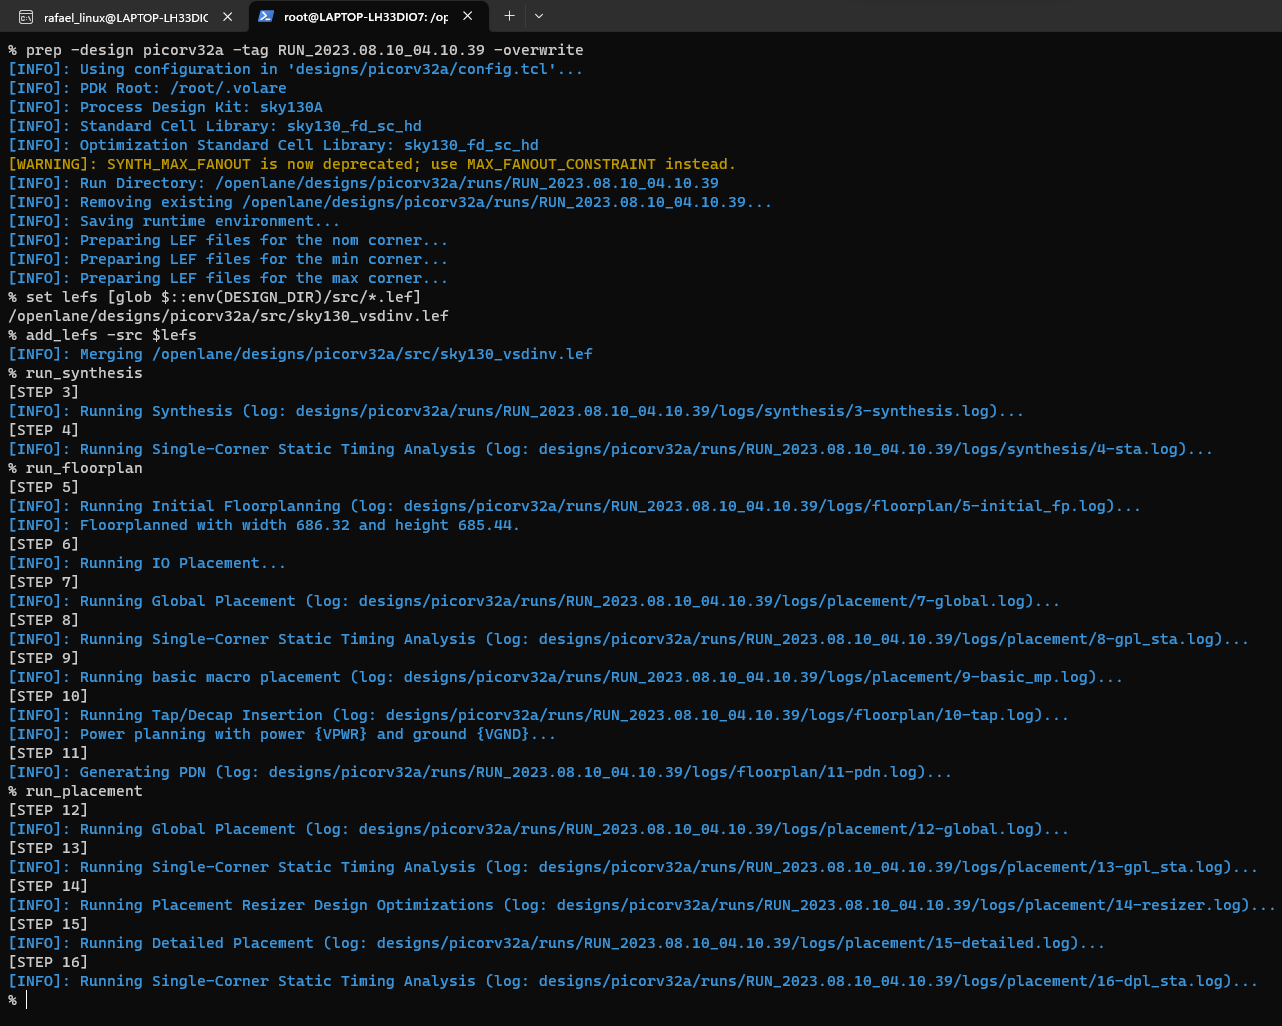 rafael_linux@LAPTOP-LH33DIC
root@LAPTOP-LH33DIO7: /op
% prep -design picorv32a -tag RUN_2023.08.10_04.10.39 -overwrite
[INFO]: Using configuration in 'designs/picorv32a/config.tcl'...
[INFO]: PDK Root: /root/.volare
[INFO]: Process Design Kit: sky130A
[INFO]: Standard Cell Library: sky130_fd_sc_hd
[INFO]: Optimization Standard Cell Library: sky130_fd_sc_hd
[WARNING]: SYNTH_MAX_FANOUT is now deprecated; use MAX_FANOUT_CONSTRAINT instead.
[INFO]: Run Directory: /openlane/designs/picorv32a/runs/RUN_2023.08.10_04.10.39
[INFO]: Removing existing /openlane/designs/picorv32a/runs/RUN_2023.08.10_04.10.39...
[INFO]: Saving runtime environment...
[INFO]: Preparing LEF files for the nom corner...
[INFO]: Preparing LEF files for the min corner...
[INFO]: Preparing LEF files for the max corner...
% set lefs [glob $::env(DESIGN_DIR)/src/*.lef]
/openlane/designs/picorv32a/src/sky130_vsdinv.lef
% add_lefs -src $lefs
[INFO]: Merging /openlane/designs/picorv32a/src/sky130_vsdinv.lef
% run_synthesis
[STEP 3]
[INFO]: Running Synthesis (log: designs/picorv32a/runs/RUN_2023.08.10_04.10.39/logs/synthesis/3-synthesis.log)...
[STEP 4]
[INFO]: Running Single-Corner Static Timing Analysis (log: designs/picorv32a/runs/RUN_2023.08.10_04.10.39/logs/synthesis/4-sta.log)...
% run_floorplan
[STEP 5]
[INFO]: Running Initial Floorplanning (log: designs/picorv32a/runs/RUN_2023.08.10_04.10.39/logs/floorplan/5-initial_fp.log)...
[INFO]: Floorplanned with width 686.32 and height 685.44.
[STEP 6]
[INFO]: Running IO Placement...
[STEP 7]
[INFO]: Running Global Placement (log: designs/picorv32a/runs/RUN_2023.08.10_04.10.39/logs/placement/7-global.log)...
[STEP 8]
[INFO]: Running Single-Corner Static Timing Analysis (log: designs/picorv32a/runs/RUN_2023.08.10_04.10.39/logs/placement/8-gpl_sta.log)...
[STEP 9]
[INFO]: Running basic macro placement (log: designs/picorv32a/runs/RUN_2023.08.10_04.10.39/logs/placement/9-basic_mp.log)...
[STEP 10]
[INFO]: Running Tap/Decap Insertion (log: designs/picorv32a/runs/RUN_2023.08.10_04.10.39/logs/floorplan/10-tap.log)...
[INFO]: Power planning with power {VPWR} and ground {VGND}...
[STEP 11]
[INFO]: Generating PDN (log: designs/picorv32a/runs/RUN_2023.08.10_04.10.39/logs/floorplan/11-pdn.log)...
% run_placement
[STEP 12]
[INFO]: Running Global Placement (log: designs/picorv32a/runs/RUN_2023.08.10_04.10.39/logs/placement/12-global.log)...
[STEP 13]
[INFO]: Running Single-Corner Static Timing Analysis (log: designs/picorv32a/runs/RUN_2023.08.10_04.10.39/logs/placement/13-gpl_sta.log)...
[STEP 14]
[INFO]: Running Placement Resizer Design Optimizations (log: designs/picorv32a/runs/RUN_2023.08.10_04.10.39/logs/placement/14-resizer.log)...
[STEP 15]
[INFO]: Running Detailed Placement (log: designs/picorv32a/runs/RUN_2023.08.10_04.10.39/logs/placement/15-detailed.log)...
[STEP 16]
[INFO]: Running Single-Corner Static Timing Analysis (log: designs/picorv32a/runs/RUN_2023.08.10_04.10.39/logs/placement/16-dpl_sta.log)...
%